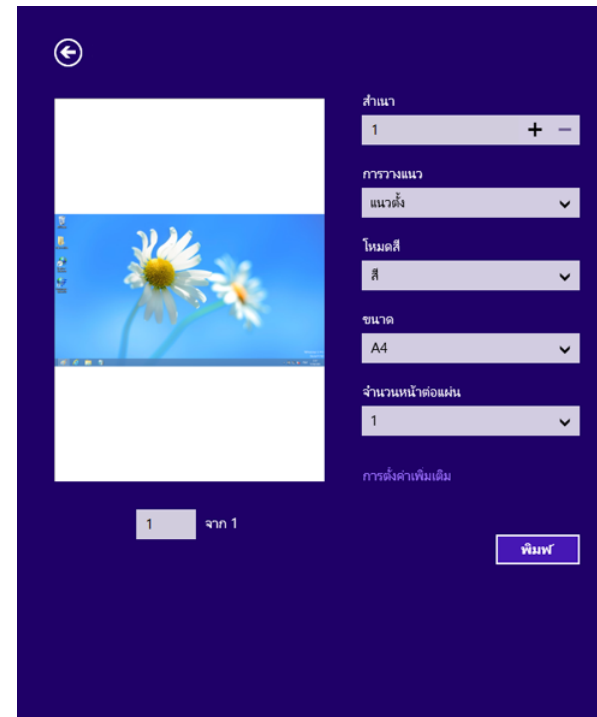 สำเนา
1
การวางแนว
แนวตั้ง
โหมดสี
สี
ขนาด
A4
จำนวนหน้าต่อแผ่น
1
การตั้งค่าเพิ่มเติม
1 จาก 1
พิมพ์